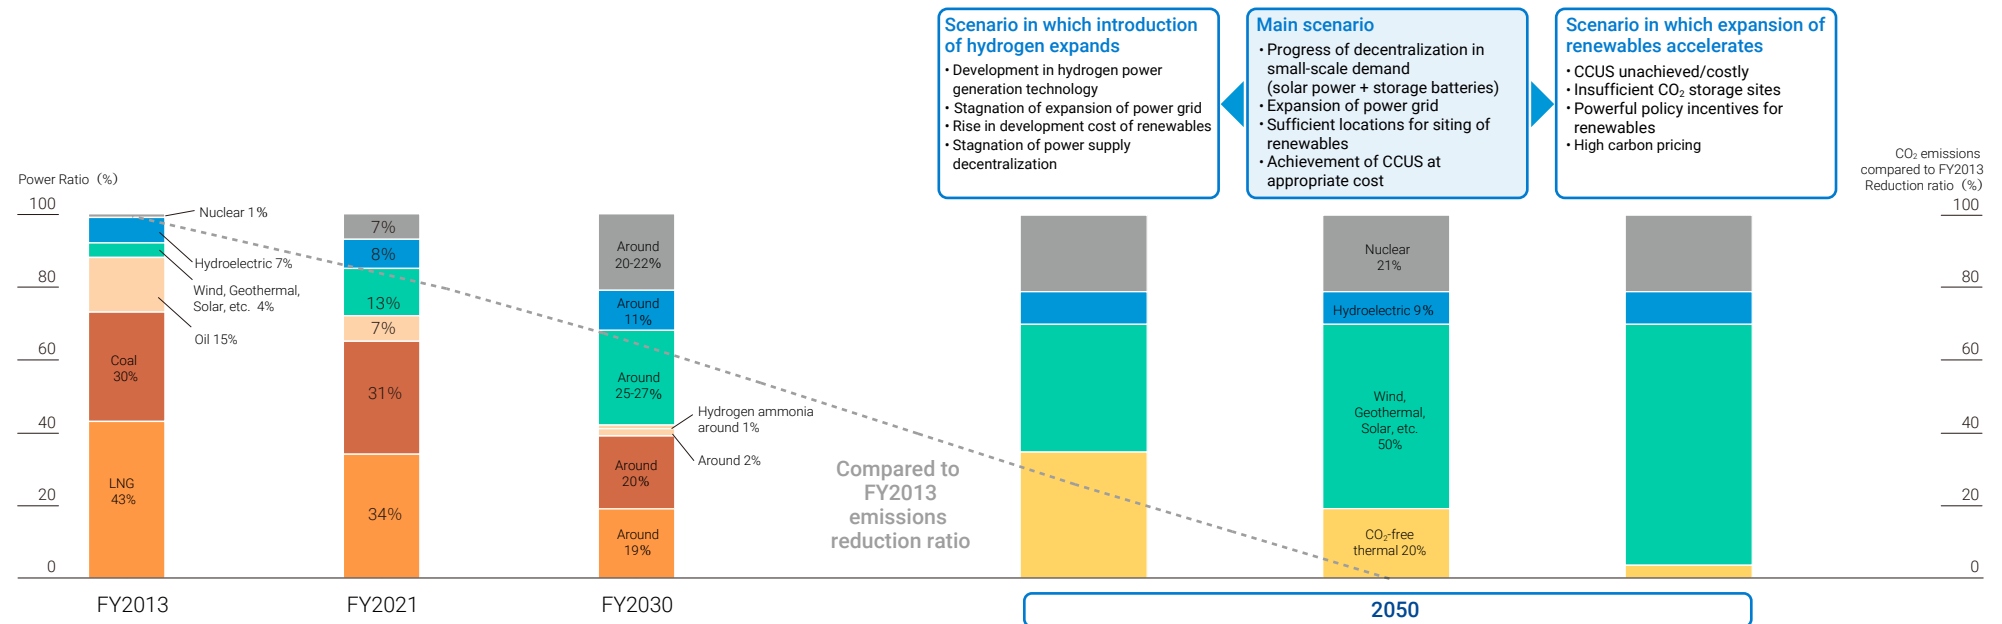 Scenario in which introduction
of hydrogen expands
• Development in hydrogen power
generation technology
• Stagnation of expansion of power grid
• Rise in development cost of renewables
• Stagnation of power supply
decentralization
Main scenario
• Progress of decentralization in
small-scale demand
(solar power + storage batteries)
• Expansion of power grid
• Sufficient locations for siting of
renewables
• Achievement of CCUS at
appropriate cost
Scenario in which expansion of
renewables accelerates
• CCUS unachieved/costly
• Insufficient CO₂ storage sites
• Powerful policy incentives for
renewables
• High carbon pricing
Power Ratio (%)
100
80
60
40
20
0
Nuclear 1%
Hydroelectric 7%
Wind, Geothermal,
Solar, etc. 4%
Oil 15%
Coal
30%
LNG
43%
FY2013
7%
8%
13%
7%
31%
34%
FY2021
Around
20-22%
Around
11%
Around
25-27%
Hydrogen ammonia
around 1%
Around 2%
Around
20%
Around
19%
FY2030
Compared to
FY2013
emissions
reduction ratio
Nuclear
21%
Hydroelectric 9%
Wind,
Geothermal,
Solar, etc.
50%
CO₂-free
thermal 20%
2050
CO₂ emissions
compared to FY2013
Reduction ratio (%)
100
80
60
40
20
0